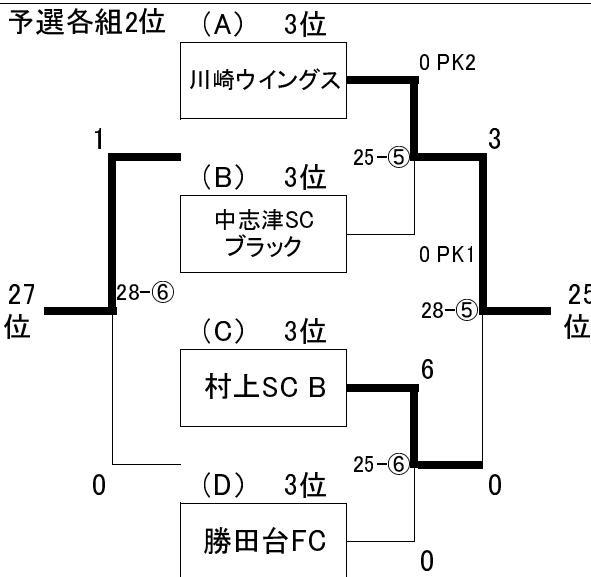 予選各組2位
(A) 3位
川崎ウイングス
0 PK2
1
3
25-⑤
(B) 3位
中志津SC
ブラック
0 PK1
27
位
28-⑥
28-⑤
25
位
(C) 3位
村上SC B
6
25-⑥
0
(D) 3位
0
勝田台FC
0